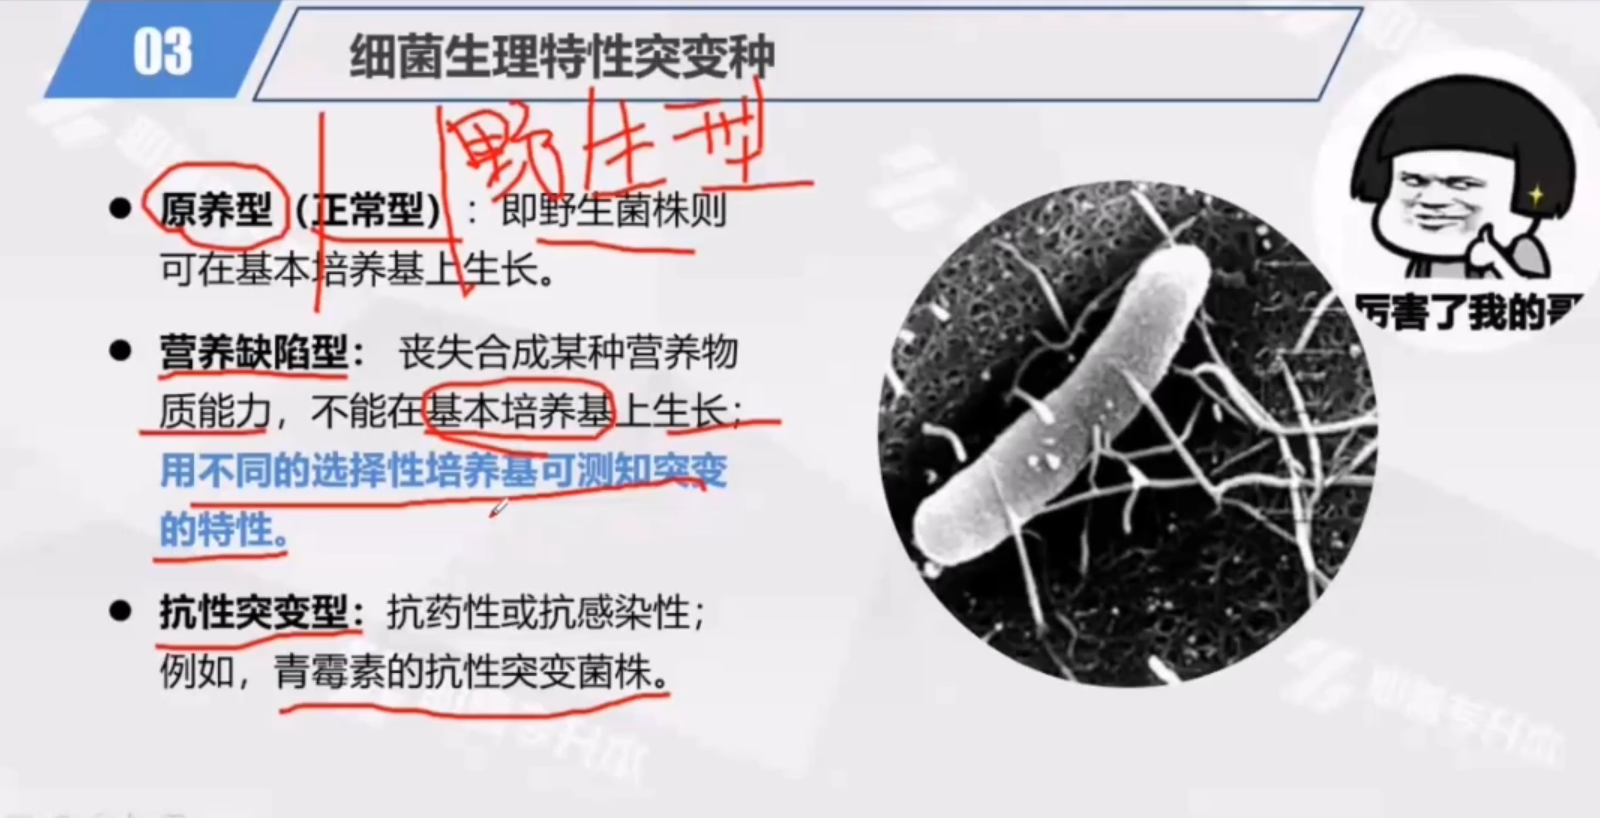 03
细菌生理特性突变种
野生型
原养型（正常型）：即野生菌株则
可在基本培养基上生长。
营养缺陷型：丧失合成某种营养物
质能力，不能在基本培养基上生长；
用不同的选择性培养基可测知突变
的特性。
抗性突变型：抗药性或抗感染性；
例如，青霉素的抗性突变菌株。
厉害了我的哥